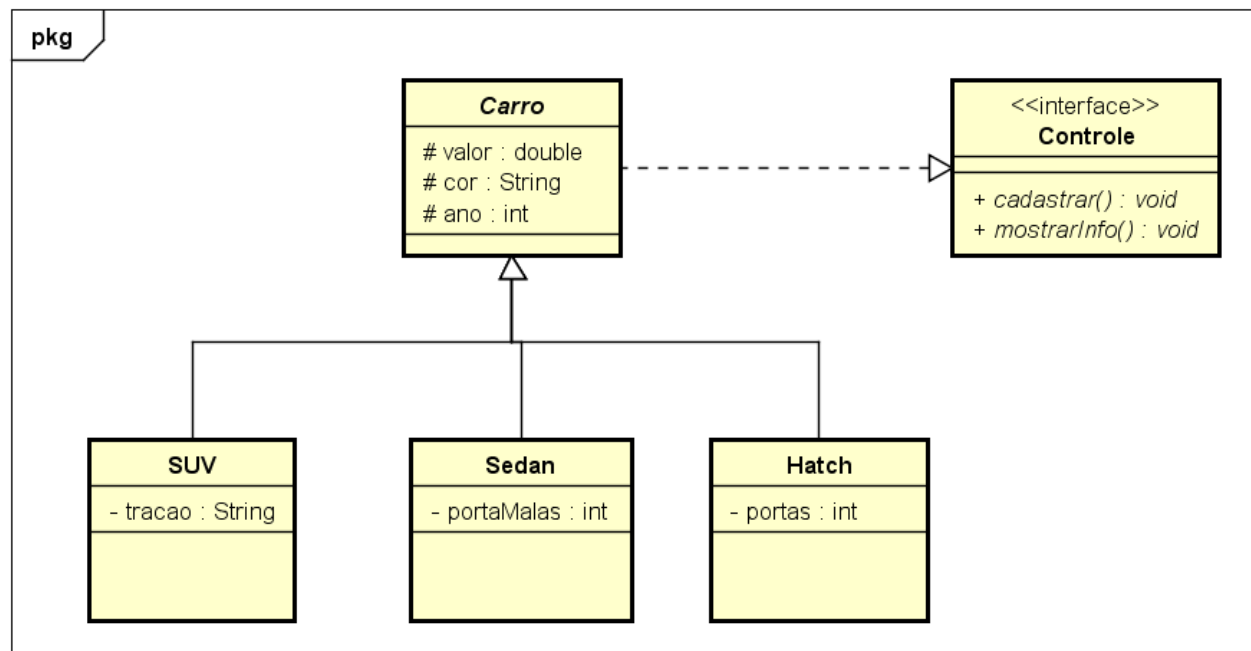 pkg
Carro
# valor : double
# cor : String
# ano : int
<<interface>>
Controle
+ cadastrar() : void
+ mostrarInfo() : void
SUV
- tracao : String
Sedan
- portaMalas : int
Hatch
- portas : int